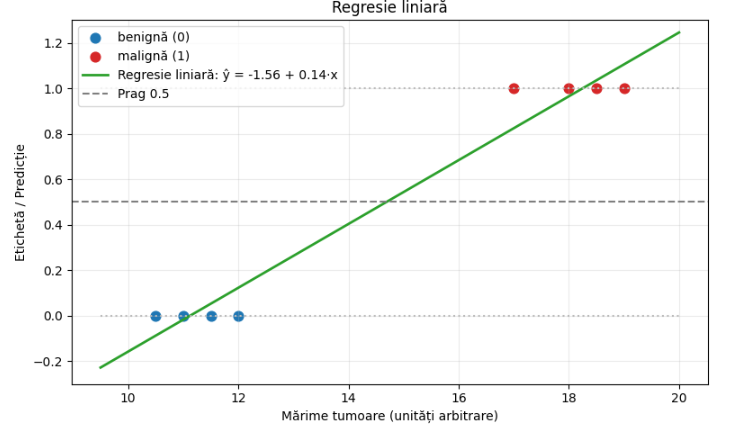 Regresie liniară
benignă (0)
malignă (1)
Regresie liniară: ŷ = -1.56 + 0.14·x
Prag 0.5
Etichetă / Predicție
1.2
1.0
0.8
0.6
0.4
0.2
0.0
−0.2
10
12
14
16
18
20
Mărime tumoare (unități arbitrare)